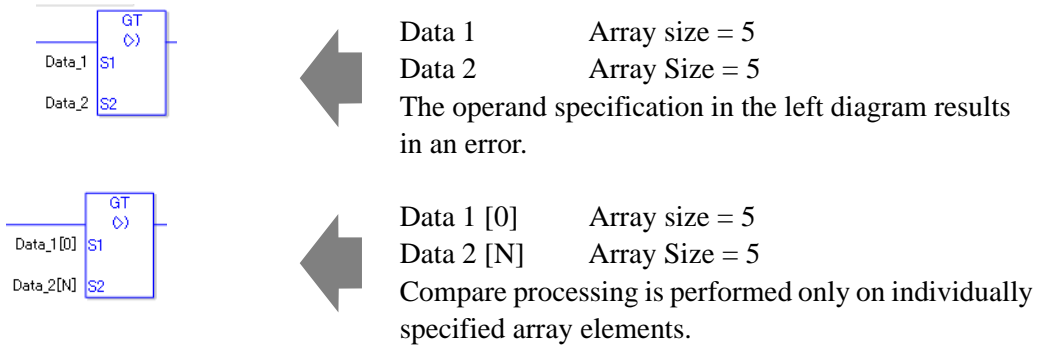 GT
(>)
Data_1 S1
Data_2 S2
Data 1 Array size = 5
Data 2 Array Size = 5
The operand specification in the left diagram results
in an error.
GT
(>)
Data_1[0] S1
Data_2[N] S2
Data 1 [0] Array size = 5
Data 2 [N] Array Size = 5
Compare processing is performed only on individually
specified array elements.